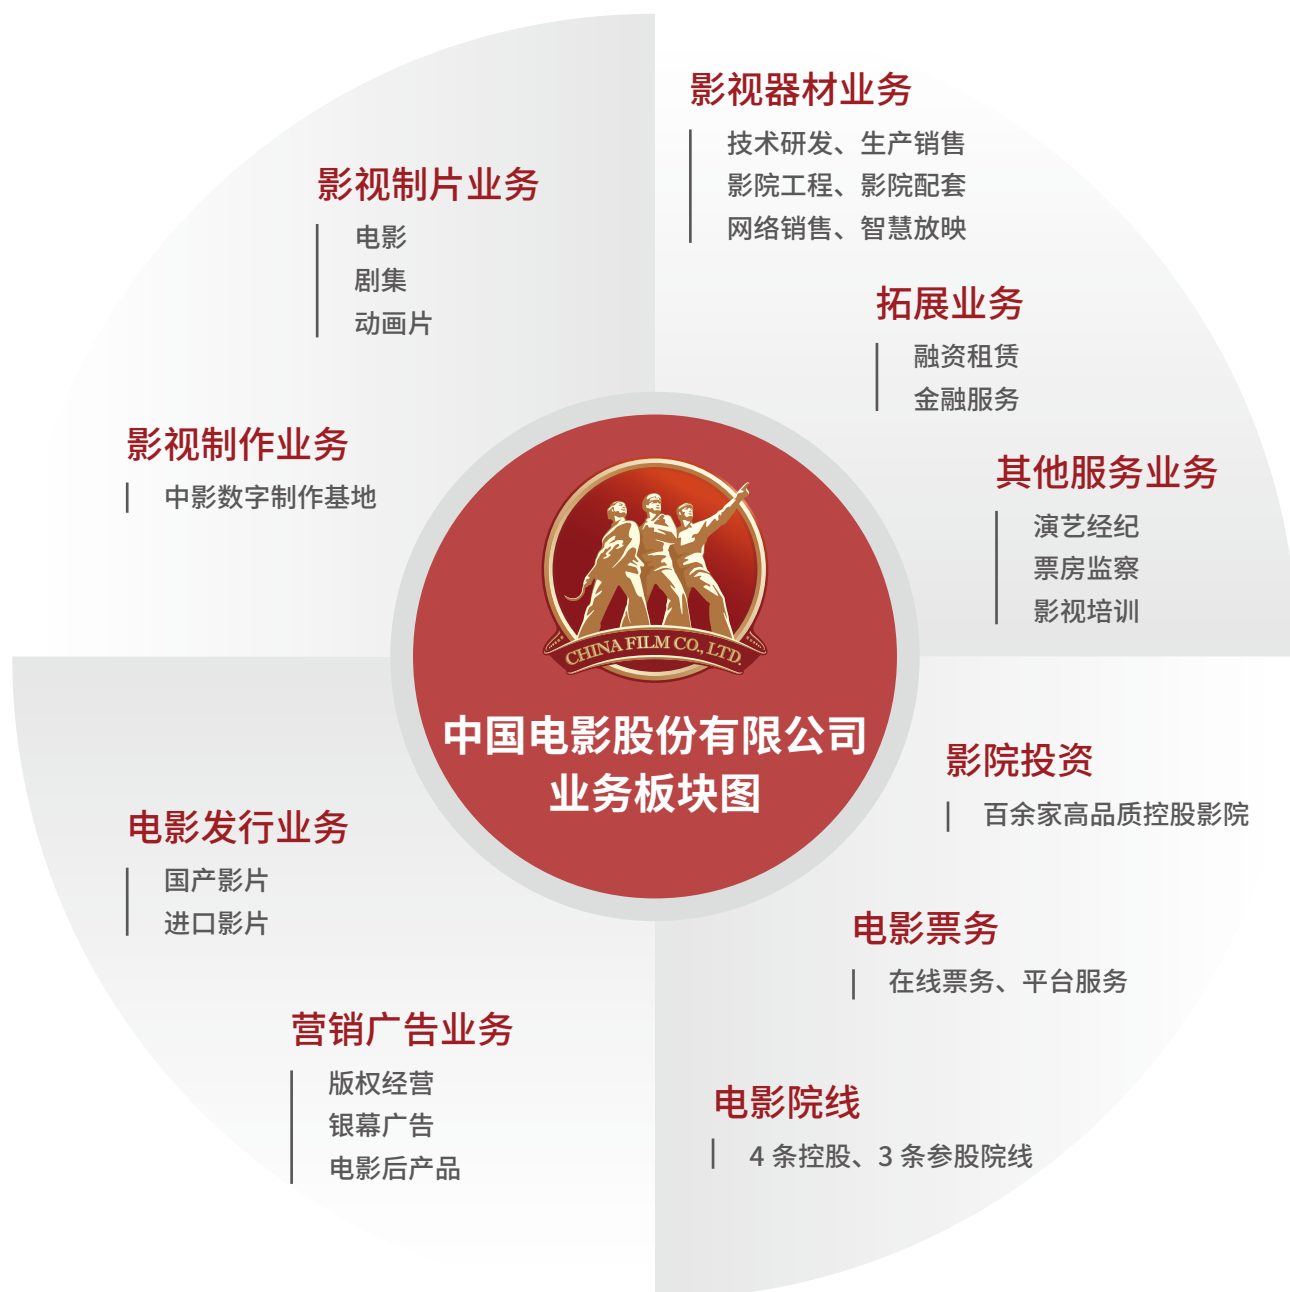 影视制片业务
电影
剧集
动画片
影视制作业务
中影数字制作基地
影视器材业务
技术研发、生产销售
影院工程、影院配套
网络销售、智慧放映
拓展业务
融资租赁
金融服务
其他服务业务
演艺经纪
票房监察
影视培训
CHINA FILM CO., LTD.
中国电影股份有限公司
业务板块图
电影发行业务
国产影片
进口影片
营销广告业务
版权经营
银幕广告
电影后产品
影院投资
百余家高品质控股影院
电影票务
在线票务、平台服务
电影院线
4 条控股、3 条参股院线